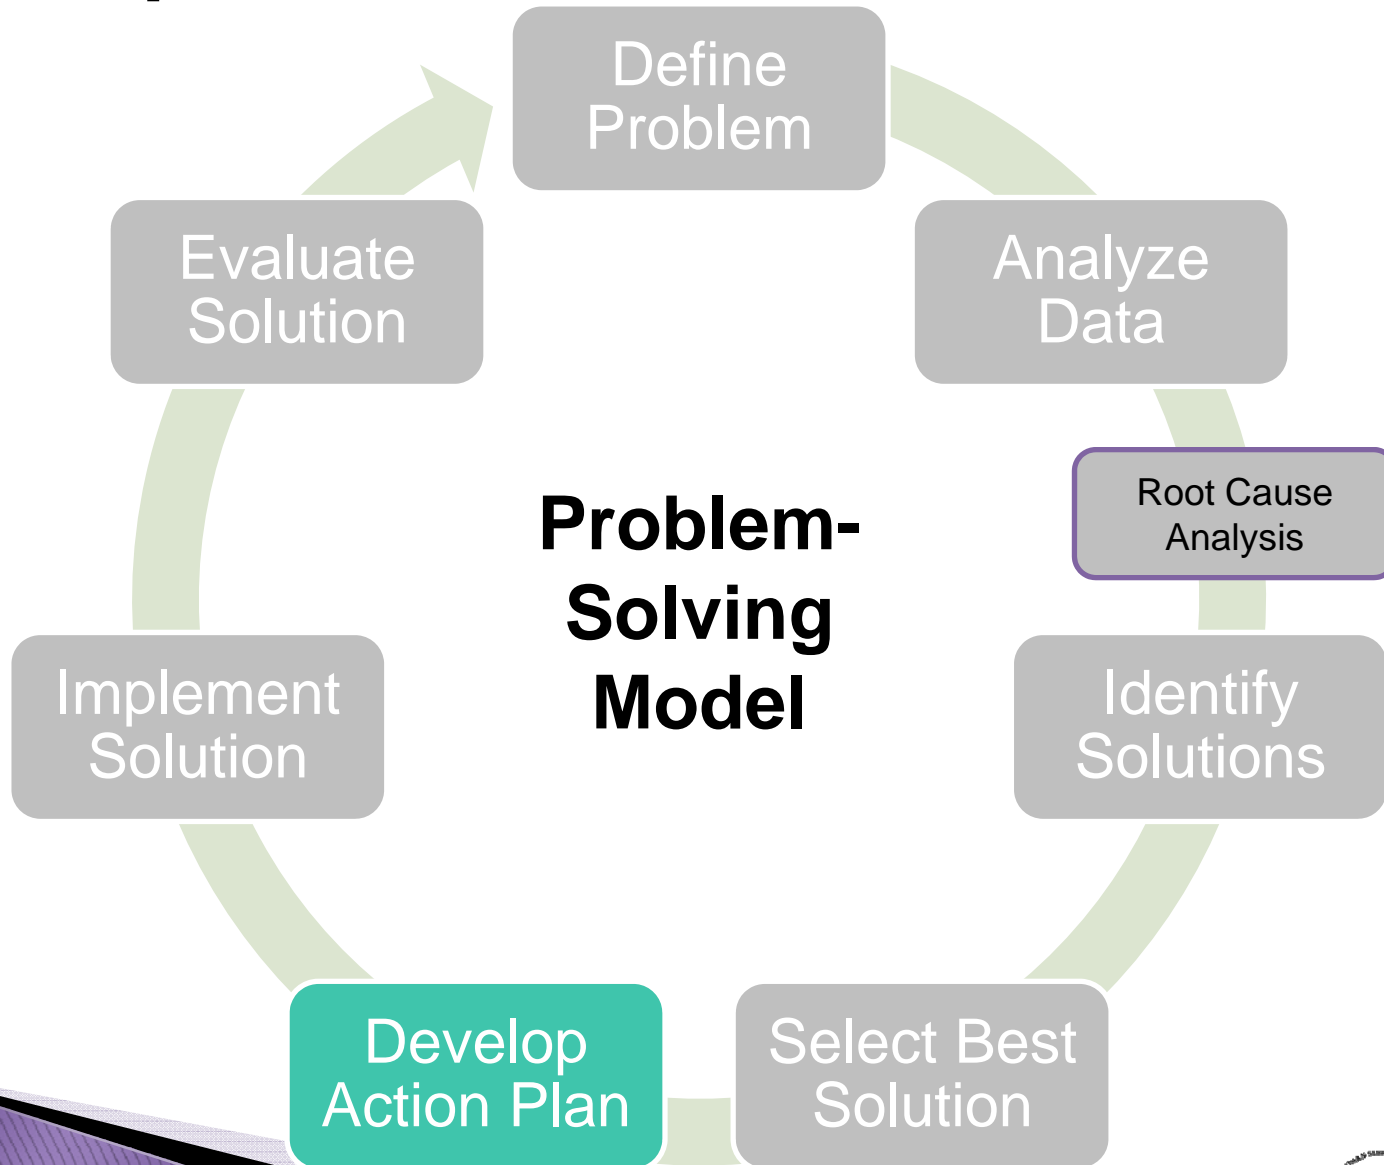 Define
Problem
Analyze
Data
Root Cause
Analysis
Identify
Solutions
Select Best
Solution
Develop
Action Plan
Implement
Solution
Evaluate
Solution
Problem-
Solving
Model